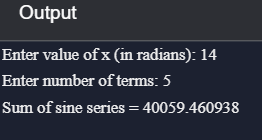 Output
Enter value of x (in radians): 14
Enter number of terms: 5
Sum of sine series = 40059.460938